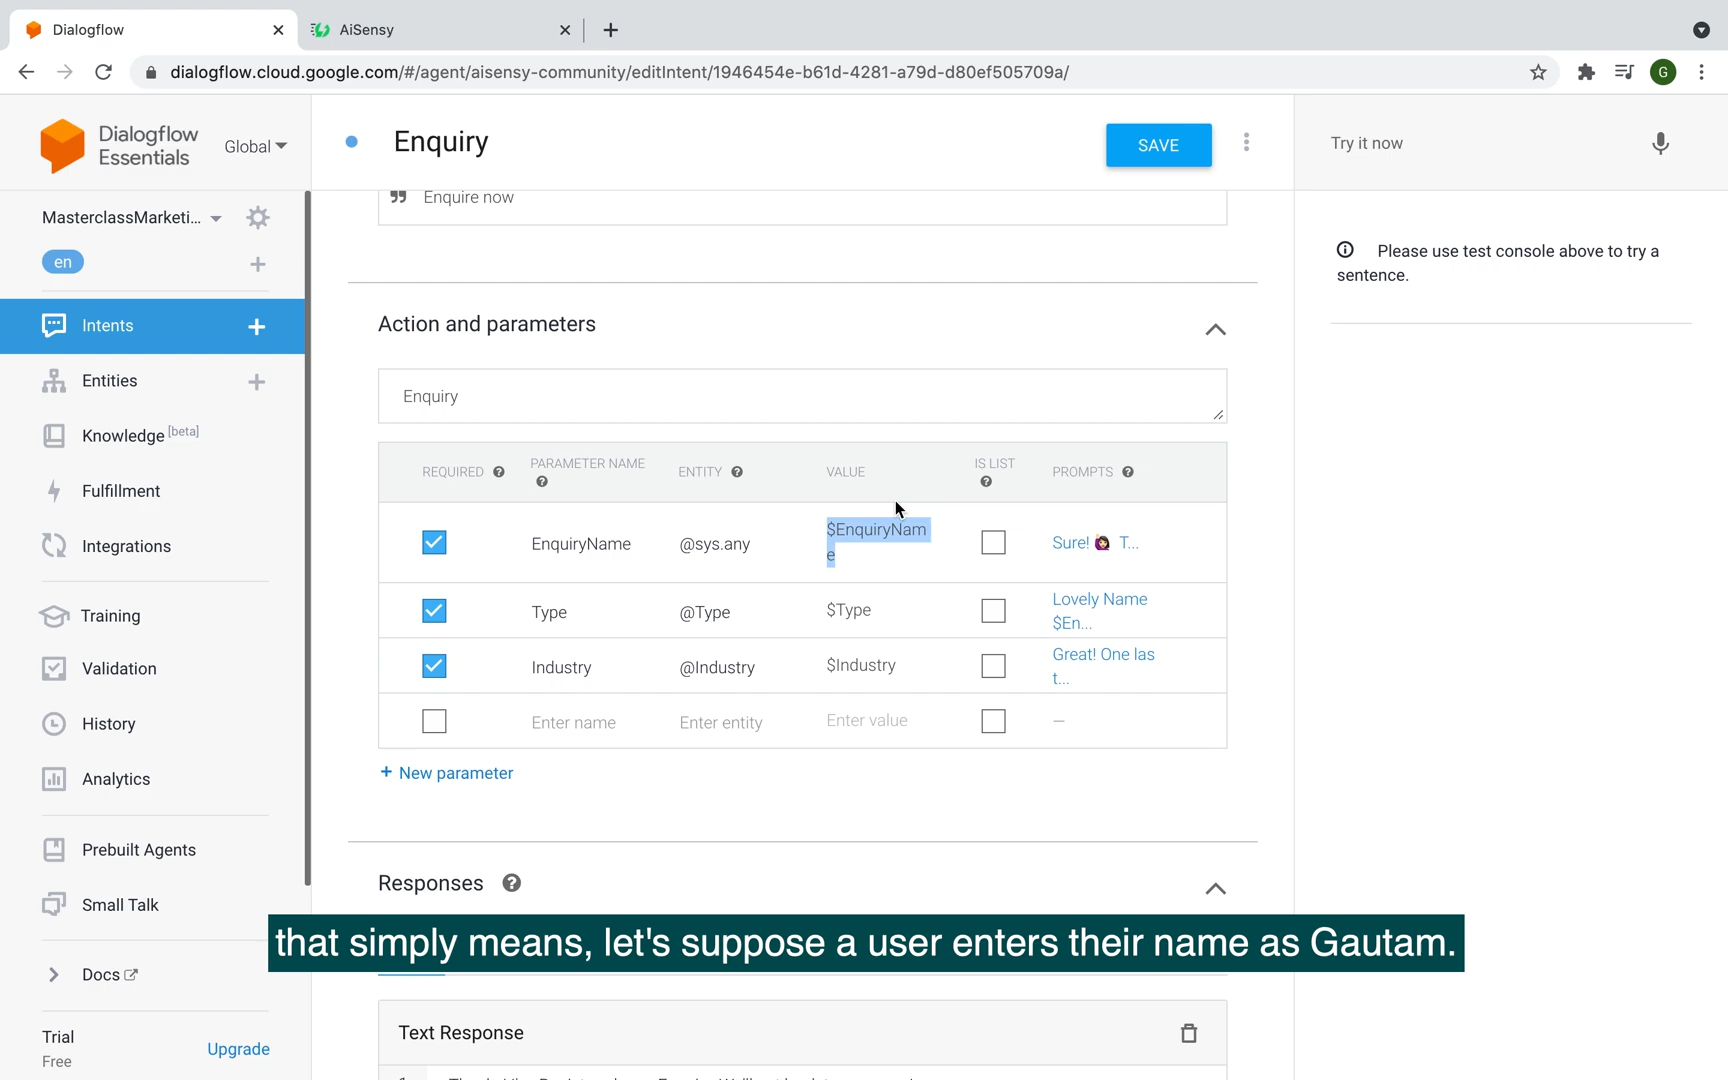 Dialogflow
AiSensy
dialogflow.cloud.google.com/#/agent/aisensy-community/editIntent/1946454e-b61d-4281-a79d-d80ef505709a/
G
Dialogflow
Essentials
Global
Enquiry
SAVE
Try it now
MasterclassMarketi...
en
Enquire now
Please use test console above to try a
sentence.
Intents
Entities
Knowledge [beta]
Fulfillment
Integrations
Training
Validation
History
Analytics
Prebuilt Agents
Small Talk
Docs
Trial
Free
Upgrade
Action and parameters
Enquiry
REQUIRED
PARAMETER NAME
ENTITY
VALUE
IS LIST
PROMPTS
EnquiryName
@sys.any
$EnquiryNam
e
Sure! 🙋🏻‍♀️ T...
Type
@Type
$Type
Lovely Name
$En...
Industry
@Industry
$Industry
Great! One las
t...
Enter name
Enter entity
Enter value
—
+ New parameter
Responses
that simply means, let's suppose a user enters their name as Gautam.
Text Response